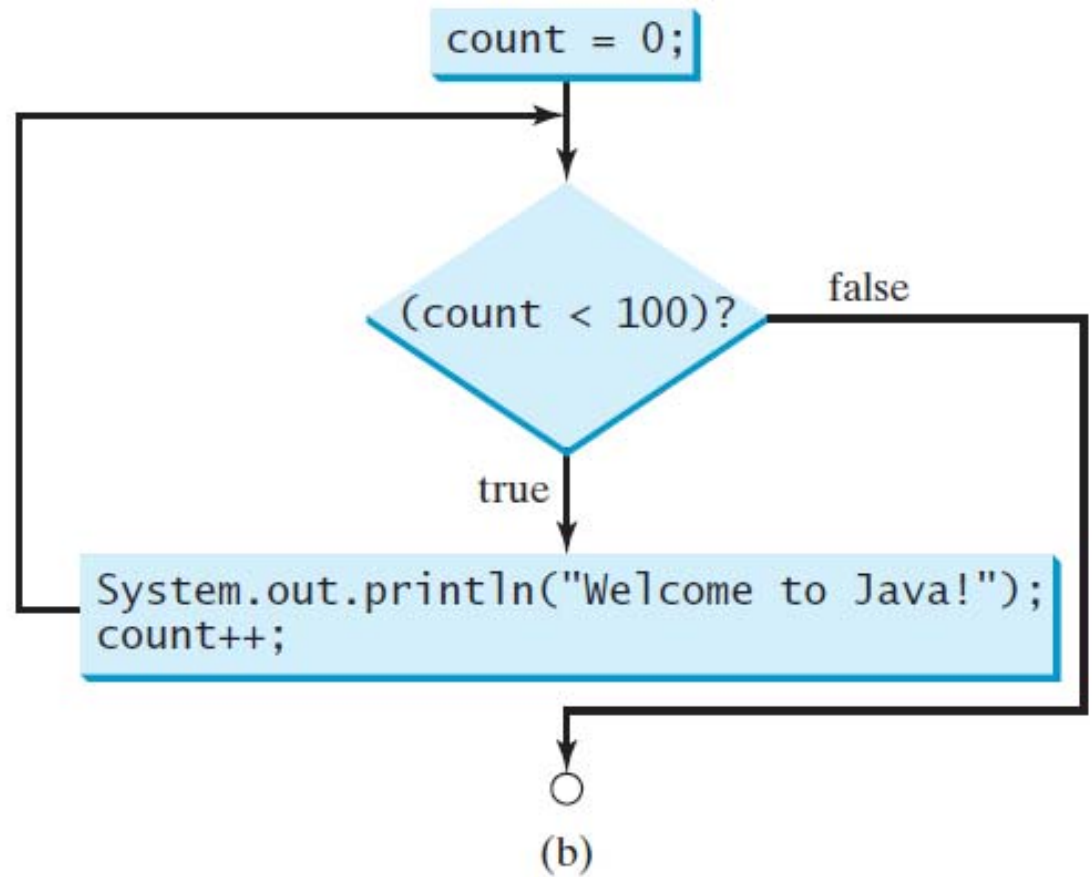 count = 0;
(count < 100)?
false
true
System.out.println("Welcome to Java!");
count++;
(b)